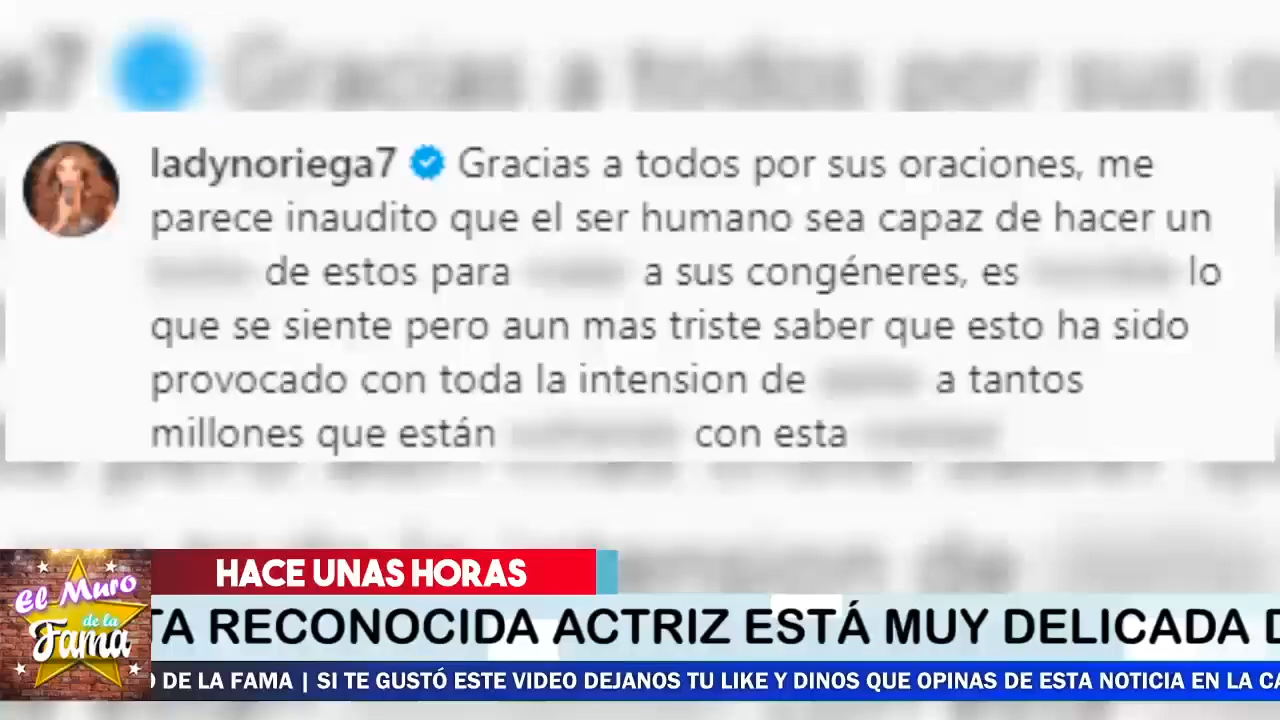 ladynoriega7 Gracias a todos por sus oraciones, me
parece inaudito que el ser humano sea capaz de hacer un
de estos para a sus congéneres, es lo
que se siente pero aun mas triste saber que esto ha sido
provocado con toda la intension de a tantos
millones que están con esta
HACE UNAS HORAS
El Muro
de la
Fama
TA RECONOCIDA ACTRIZ ESTÁ MUY DELICADA D
O DE LA FAMA | SI TE GUSTÓ ESTE VIDEO DEJANOS TU LIKE Y DINOS QUE OPINAS DE ESTA NOTICIA EN LA CA